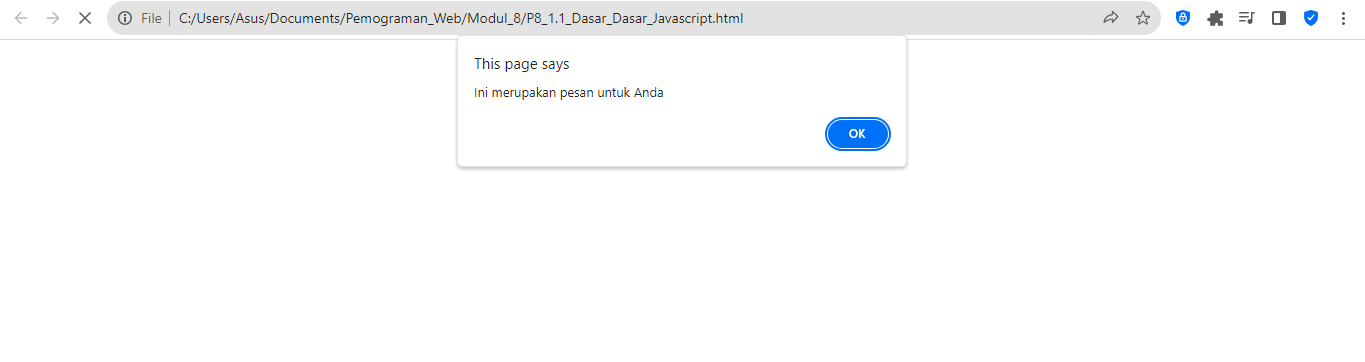 File C:/Users/Asus/Documents/Pemograman_Web/Modul_8/P8_1.1_Dasar_Dasar_Javascript.html
This page says
Ini merupakan pesan untuk Anda
OK